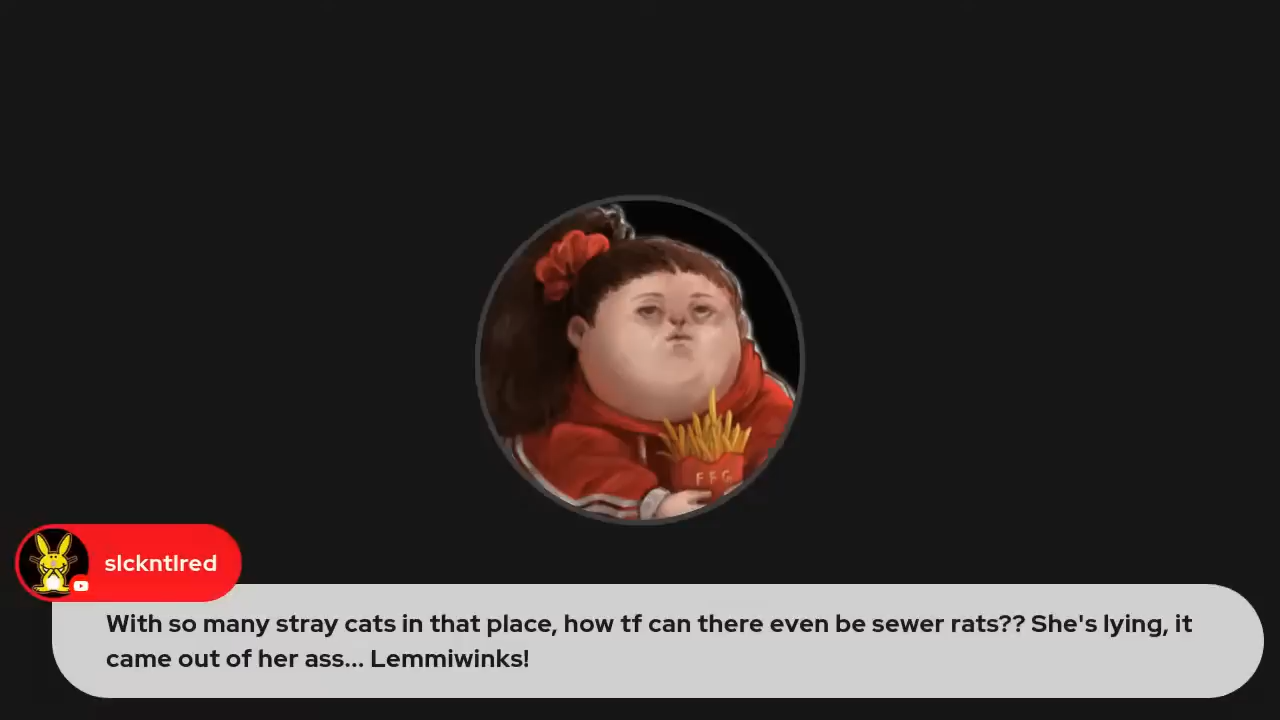 FFG
slckntlred
With so many stray cats in that place, how tf can there even be sewer rats?? She's lying, it
came out of her ass... Lemmiwinks!